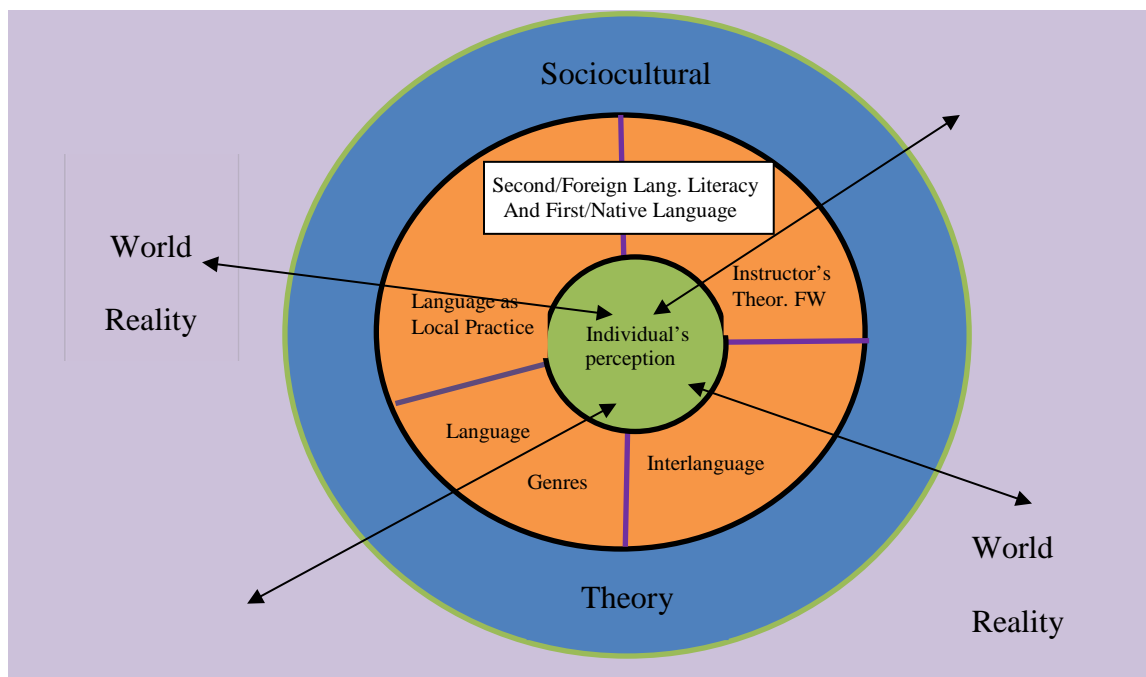 Sociocultural
Second/Foreign Lang. Literacy
And First/Native Language
World
Reality
Instructor's
Theor. FW
Language as
Local Practice
Individual's
perception
Language
Genres
Interlanguage
World
Reality
Theory